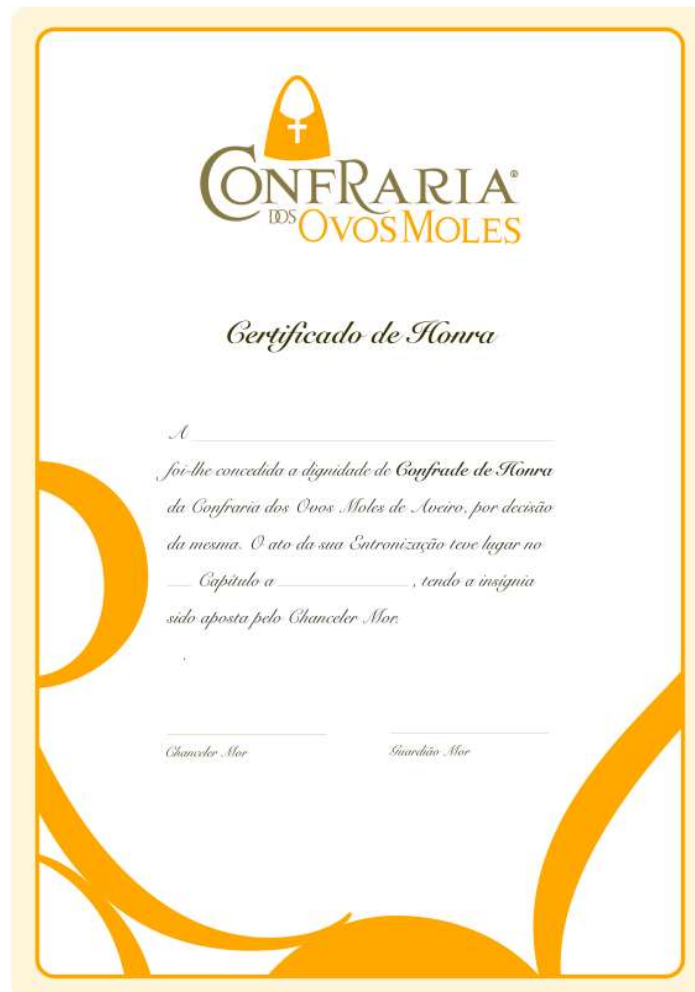 CONFRARIA®
DOS OVOS MOLES
Certificado de Honra
A
foi-lhe concedida a dignidade de Confrade de Honra
da Confraria dos Ovos Moles de Aveiro, por decisão
da mesma. O ato da sua Entronização teve lugar no
Capítulo a , tendo a insígnia
sido aposta pelo Chanceler Mor.
.
Chanceler Mor Guardião Mor